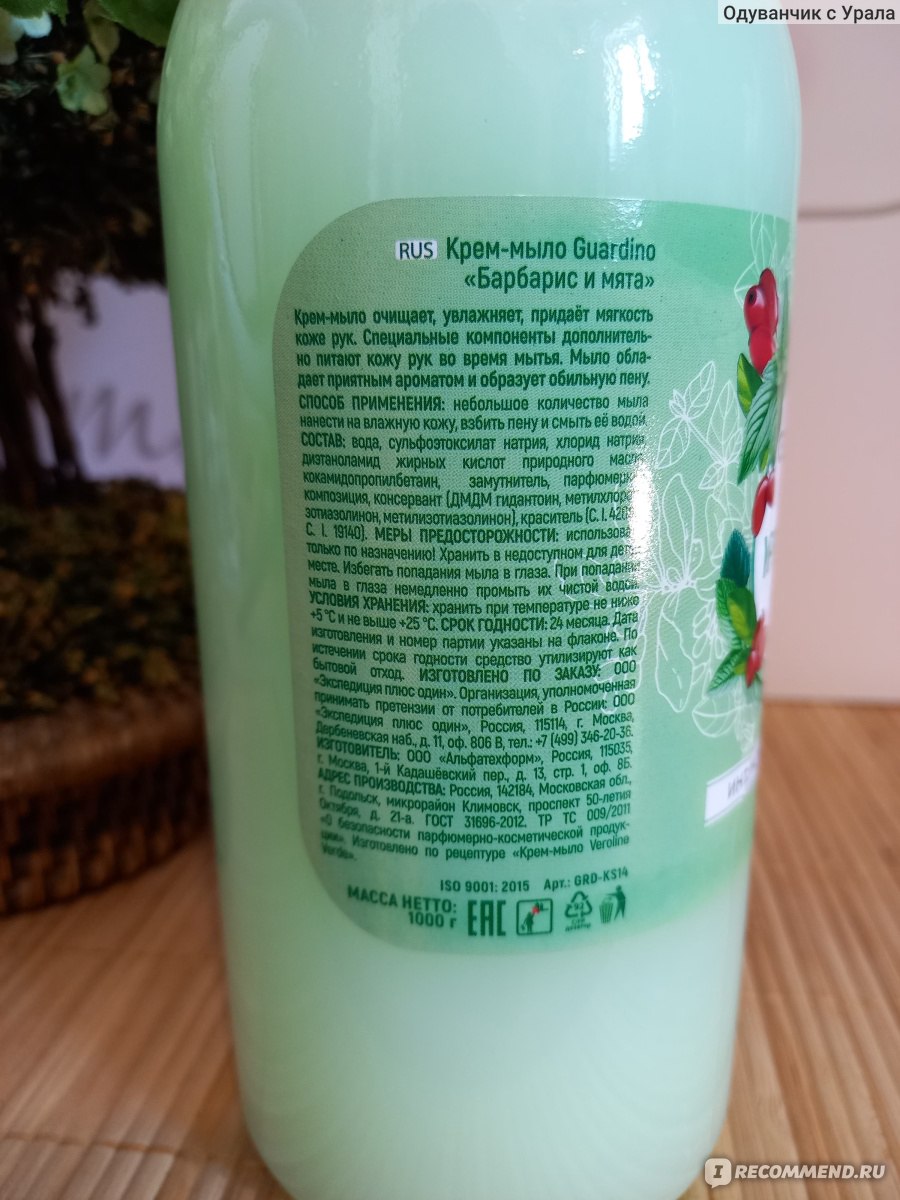 Одуванчик с Урала
RUS Крем-мыло Guardino
«Барбарис и мята»
Крем-мыло очищает, увлажняет, придаёт мягкость
коже рук. Специальные компоненты дополнитель-
но питают кожу рук во время мытья. Мыло обла-
дает приятным ароматом и образует обильную пену.
СПОСОБ ПРИМЕНЕНИЯ: небольшое количество мыла
нанести на влажную кожу, взбить пену и смыть её водой.
СОСТАВ: вода, сульфоэтоксилат натрия, хлорид натрия,
диэтаноламид жирных кислот природного масла,
кокамидопропилбетаин, замутнитель, парфюмерн
композиция, консервант (ДМДМ гидантоин, метилхлоро
зотиазолинон, метилизотиазолинон), краситель (C. I. 420
C. I. 19140). МЕРЫ ПРЕДОСТОРОЖНОСТИ: использова
только по назначению! Хранить в недоступном для дете
месте. Избегать попадания мыла в глаза. При попадани
мыла в глаза немедленно промыть их чистой водой.
УСЛОВИЯ ХРАНЕНИЯ: хранить при температуре не ниже
+5 °C и не выше +25 °C. СРОК ГОДНОСТИ: 24 месяца. Дата
изготовления и номер партии указаны на флаконе. По
истечении срока годности средство утилизируют как
бытовой отход. ИЗГОТОВЛЕНО ПО ЗАКАЗУ: ООО
«Экспедиция плюс один». Организация, уполномоченная
принимать претензии от потребителей в России: ООО
«Экспедиция плюс один», Россия, 115114, г. Москва,
Дербеневская наб., д. 11, оф. 806 В, тел.: +7 (499) 346-20-36.
ИЗГОТОВИТЕЛЬ: ООО «Альфатехформ», Россия, 115035,
г. Москва, 1-й Кадашёвский пер., д. 13, стр. 1, оф. 8Б.
АДРЕС ПРОИЗВОДСТВА: Россия, 142184, Московская обл.,
г. Подольск, микрорайон Климовск, проспект 50-летия
Октября, д. 21-а. ГОСТ 31696-2012. ТР ТС 009/2011
«О безопасности парфюмерно-косметической продук-
ции». Изготовлено по рецептуре «Крем-мыло Veroline
Verde».
ISO 9001: 2015 Арт.: GRD-KS14
МАССА НЕТТО:
1000 г
EAC
IRECOMMEND.RU